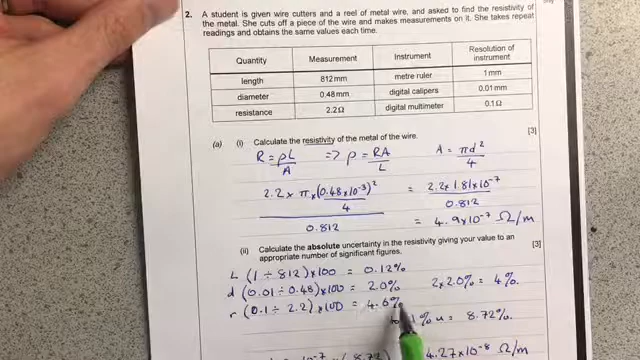 2. A student is given wire cutters and a reel of metal wire, and asked to find the resistivity of
the metal. She cuts off a piece of the wire and makes measurements on it. She takes repeat
readings and obtains the same values each time.
Quantity Measurement Instrument Resolution of instrument
length 812 mm metre ruler 1 mm
diameter 0.48 mm digital calipers 0.01 mm
resistance 2.2 Ω digital multimeter 0.1 Ω
(a) (i) Calculate the resistivity of the metal of the wire. [3]
R = ρL/A => ρ = RA/L A = πd²/4
2.2 × π × (0.48×10⁻³)²/4 / 0.812 = 2.2 × 1.81×10⁻⁷ / 0.812
= 4.9×10⁻⁷ Ω/m
(ii) Calculate the absolute uncertainty in the resistivity giving your value to an
appropriate number of significant figures. [3]
L (1 ÷ 812)×100 = 0.12%
d (0.01 ÷ 0.48)×100 = 2.0% 2×2.0% = 4%
r (0.1 ÷ 2.2)×100 = 4.6%
% u = 8.72%
4.27×10⁻⁸ Ω/m